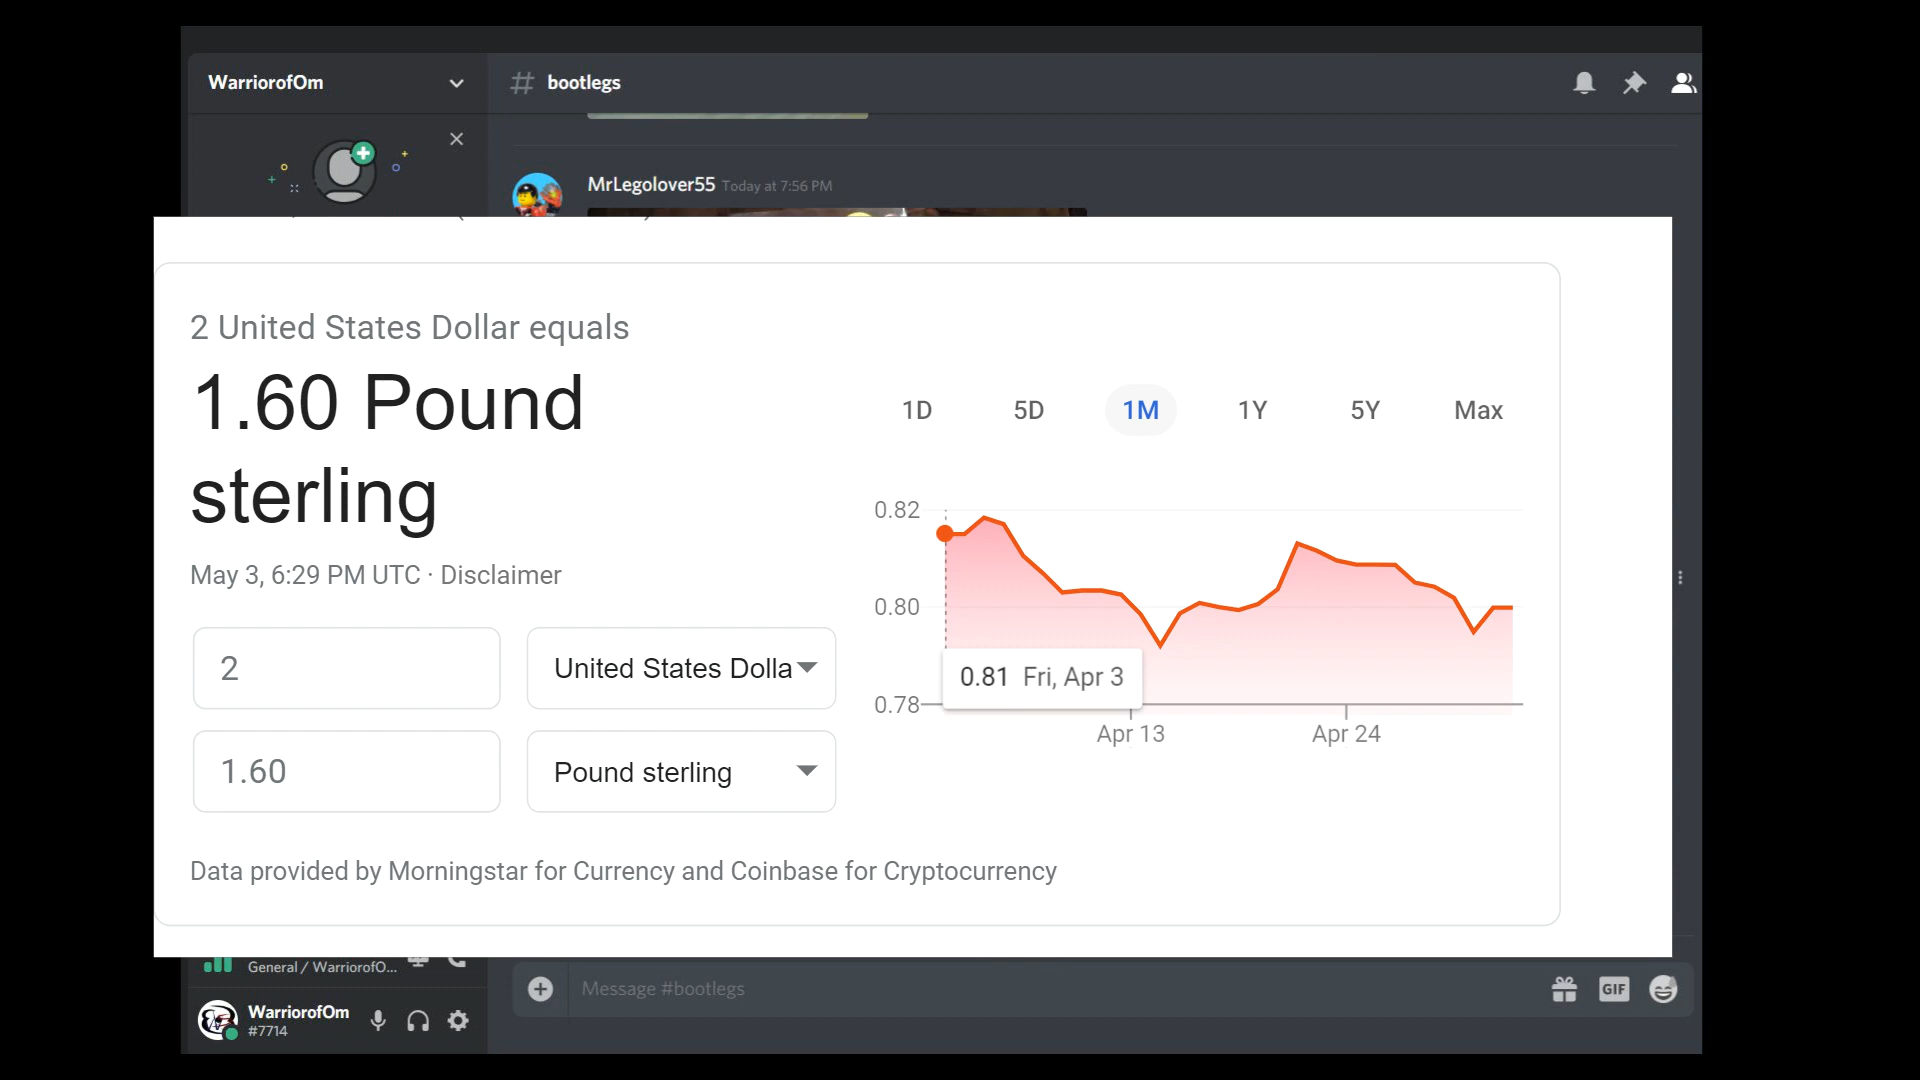 WarriorofOm
bootlegs
MrLegolover55 Today at 7:56 PM
2 United States Dollar equals
1.60 Pound
sterling
May 3, 6:29 PM UTC · Disclaimer
2
United States Dolla
1.60
Pound sterling
1D 5D 1M 1Y 5Y Max
0.82
0.80
0.78
0.81 Fri, Apr 3
Apr 13 Apr 24
Data provided by Morningstar for Currency and Coinbase for Cryptocurrency
General / WarriorofO...
WarriorofOm
#7714
Message #bootlegs
GIF